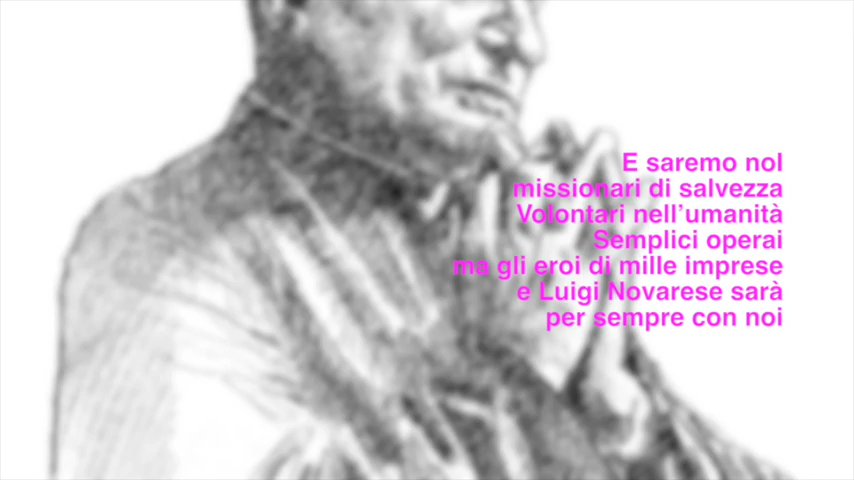 E saremo nol
missionari di salvezza
Volontari nell’umanità
Semplici operai
ma gli eroi di mille imprese
e Luigi Novarese sarà
per sempre con noi